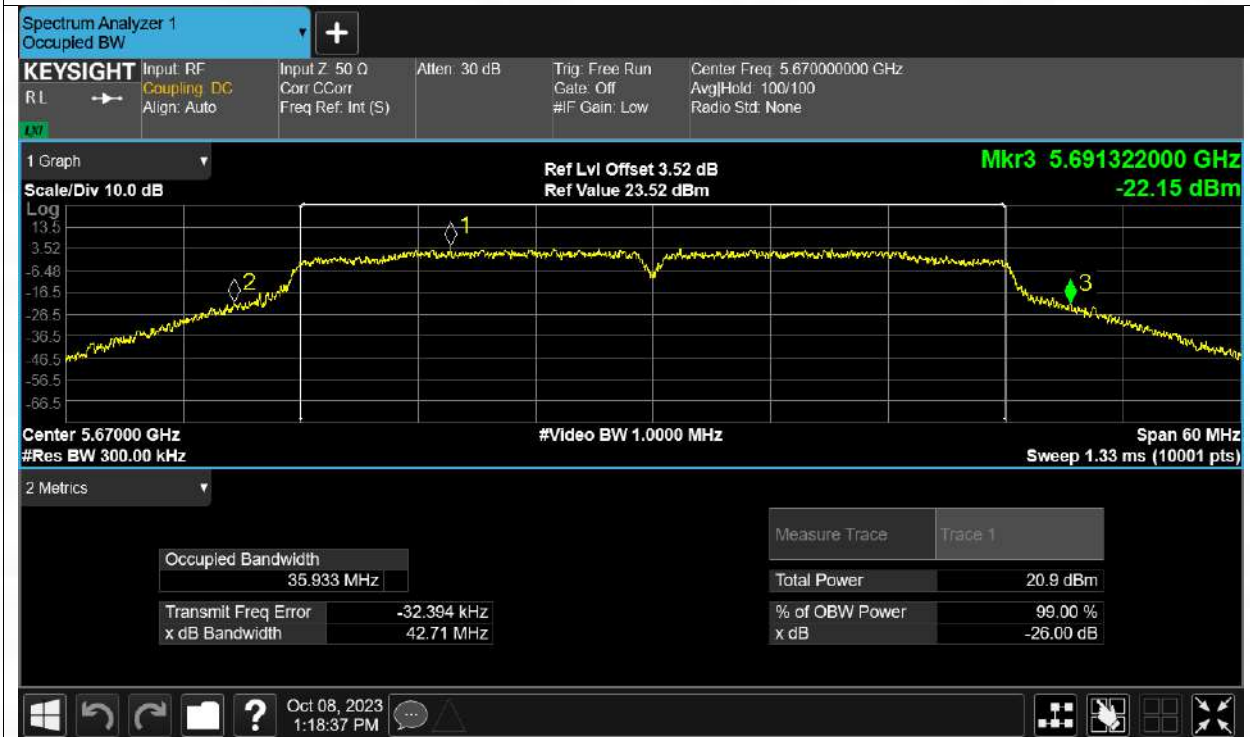 Spectrum Analyzer 1
Occupied BW
+
KEYSIGHT Input: RF Input Z: 50 Ω Atten: 30 dB Trig: Free Run Center Freq: 5.670000000 GHz
RL Coupling: DC Corr CCorr Gate: Off Avg|Hold: 100/100
Align: Auto Freq Ref: Int (S) #IF Gain: Low Radio Std: None
LXI
1 Graph Ref Lvl Offset 3.52 dB Mkr3 5.691322000 GHz
Scale/Div 10.0 dB Ref Value 23.52 dBm -22.15 dBm
Log
13.5
3.52
-6.48
-16.5
-26.5
-36.5
-46.5
-56.5
-66.5
1
2
3
Center 5.67000 GHz #Video BW 1.0000 MHz Span 60 MHz
#Res BW 300.00 kHz Sweep 1.33 ms (10001 pts)
2 Metrics
Measure Trace Trace 1
Occupied Bandwidth
35.933 MHz Total Power 20.9 dBm
Transmit Freq Error -32.394 kHz % of OBW Power 99.00 %
x dB Bandwidth 42.71 MHz x dB -26.00 dB
? Oct 08, 2023
1:18:37 PM